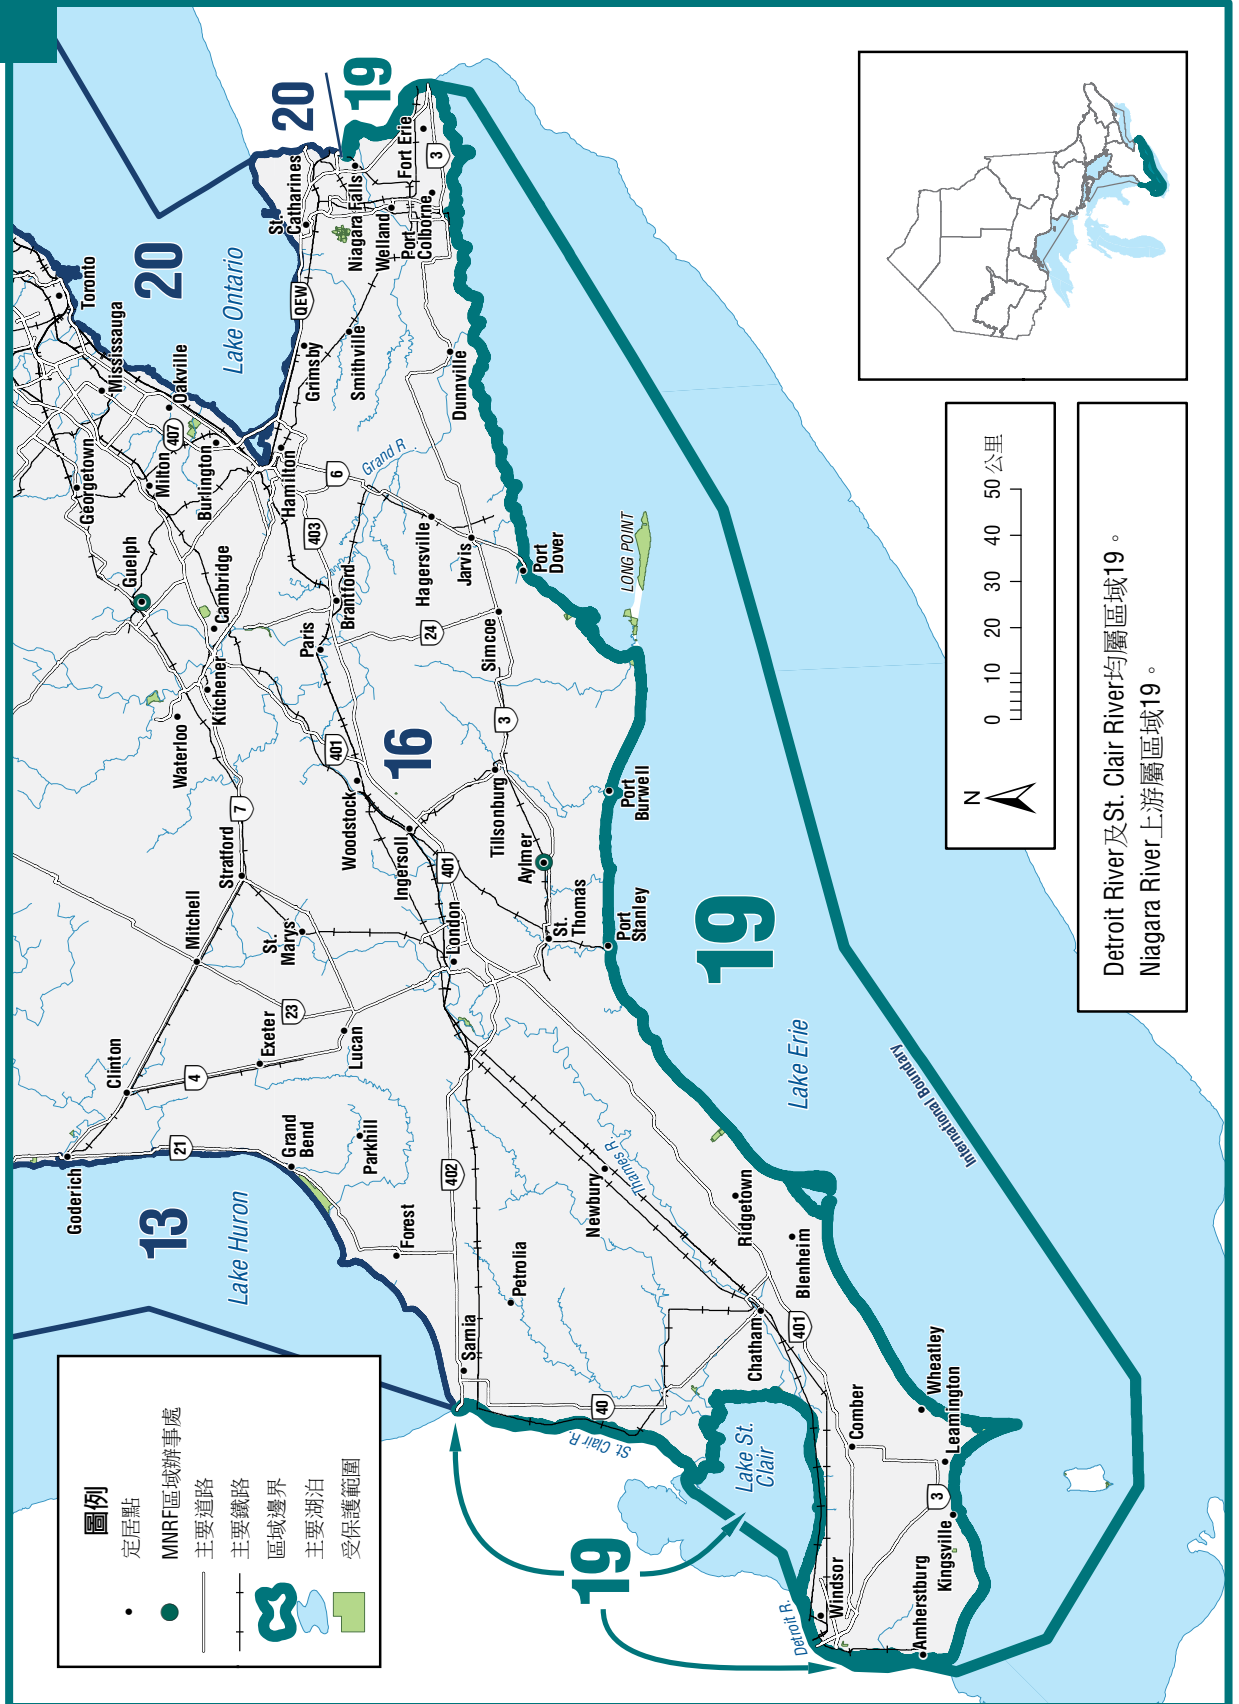 圖例
定居點
MNRF區域辦事處
主要道路
主要鐵路
區域邊界
主要湖泊
受保護範圍
13
Lake Huron
Goderich
Clinton
21
4
Exeter
Grand
Bend
Parkhill
Forest
402
Sarnia
Petrolia
40
St. Clair R.
Lake St.
Clair
19
Detroit R.
Windsor
Amherstburg
Kingsville
3
Leamington
Wheatley
Comber
401
Chatham
Blenheim
Ridgetown
Newbury
Thames R.
Lucan
23
Mitchell
St.
Marys
Stratford
7
London
401
Ingersoll
Woodstock
St.
Thomas
Aylmer
Tillsonburg
Port
Stanley
Port
Burwell
16
401
3
Waterloo
Kitchener
Cambridge
Guelph
Paris
Brantford
24
Simcoe
403
Hagersville
Jarvis
Port
Dover
LONG POINT
Georgetown
Milton
407
Burlington
Hamilton
6
Grand R
Oakville
Mississauga
Toronto
20
Lake Ontario
Grimsby
Smithville
Dunnville
QEW
St.
Catharines
Niagara Falls
Welland
Port
Colborne
Fort Erie
3
20
19
19
Lake Erie
International Boundary
N
0 10 20 30 40 50 公里
Detroit River及St. Clair River均屬區域19。
Niagara River上游屬區域19。